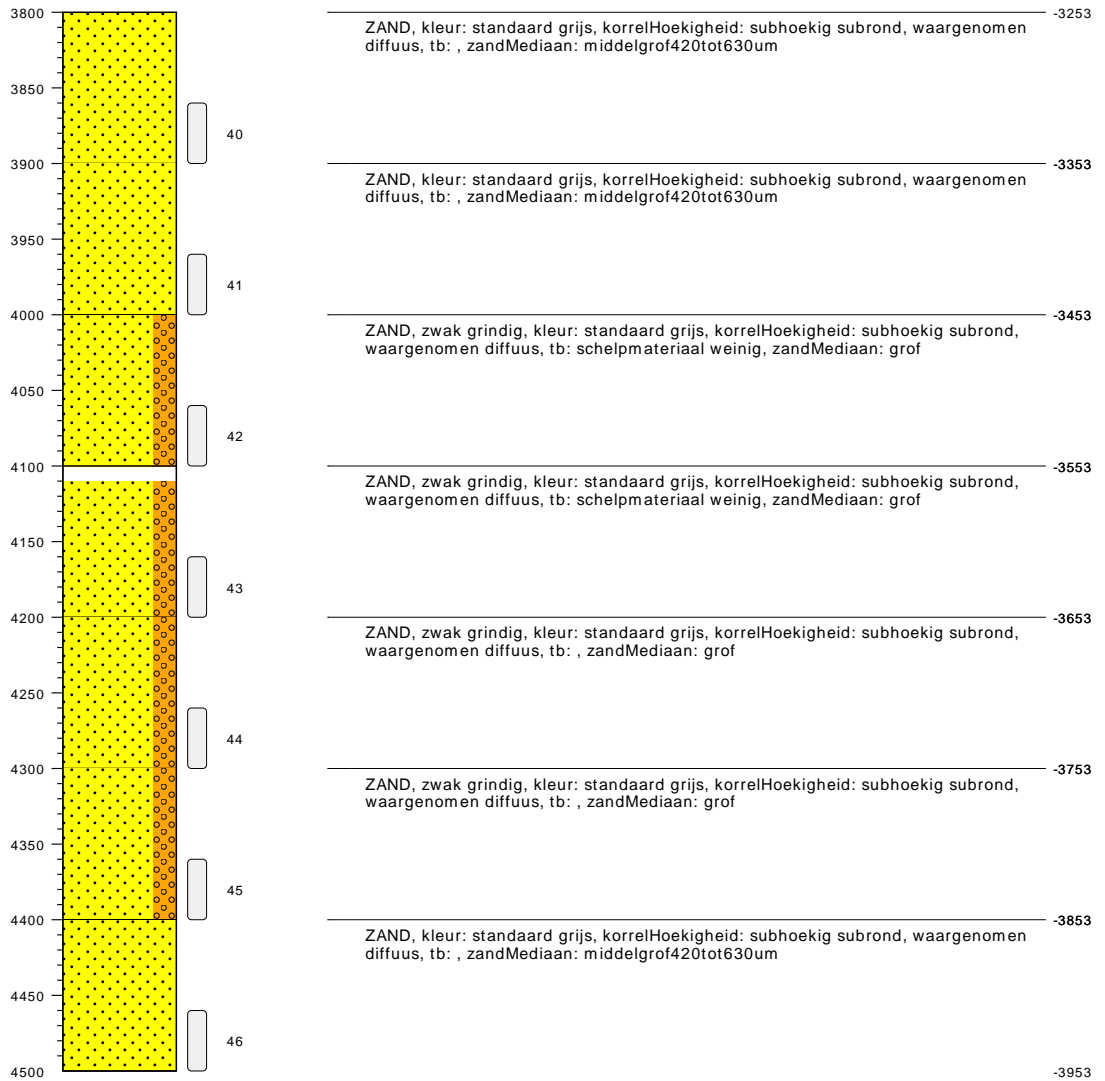 3800
-3253
ZAND, kleur: standaard grijs, korrelHoekigheid: subhoekig subrond, waargenomen
diffuus, tb: , zandMediaan: middelgrof420tot630um
3850
40
3900
-3353
ZAND, kleur: standaard grijs, korrelHoekigheid: subhoekig subrond, waargenomen
diffuus, tb: , zandMediaan: middelgrof420tot630um
3950
41
4000
-3453
ZAND, zwak grindig, kleur: standaard grijs, korrelHoekigheid: subhoekig subrond,
waargenomen diffuus, tb: schelpmateriaal weinig, zandMediaan: grof
4050
42
4100
-3553
ZAND, zwak grindig, kleur: standaard grijs, korrelHoekigheid: subhoekig subrond,
waargenomen diffuus, tb: schelpmateriaal weinig, zandMediaan: grof
4150
43
4200
-3653
ZAND, zwak grindig, kleur: standaard grijs, korrelHoekigheid: subhoekig subrond,
waargenomen diffuus, tb: , zandMediaan: grof
4250
44
4300
-3753
ZAND, zwak grindig, kleur: standaard grijs, korrelHoekigheid: subhoekig subrond,
waargenomen diffuus, tb: , zandMediaan: grof
4350
45
4400
-3853
ZAND, kleur: standaard grijs, korrelHoekigheid: subhoekig subrond, waargenomen
diffuus, tb: , zandMediaan: middelgrof420tot630um
4450
46
4500
-3953